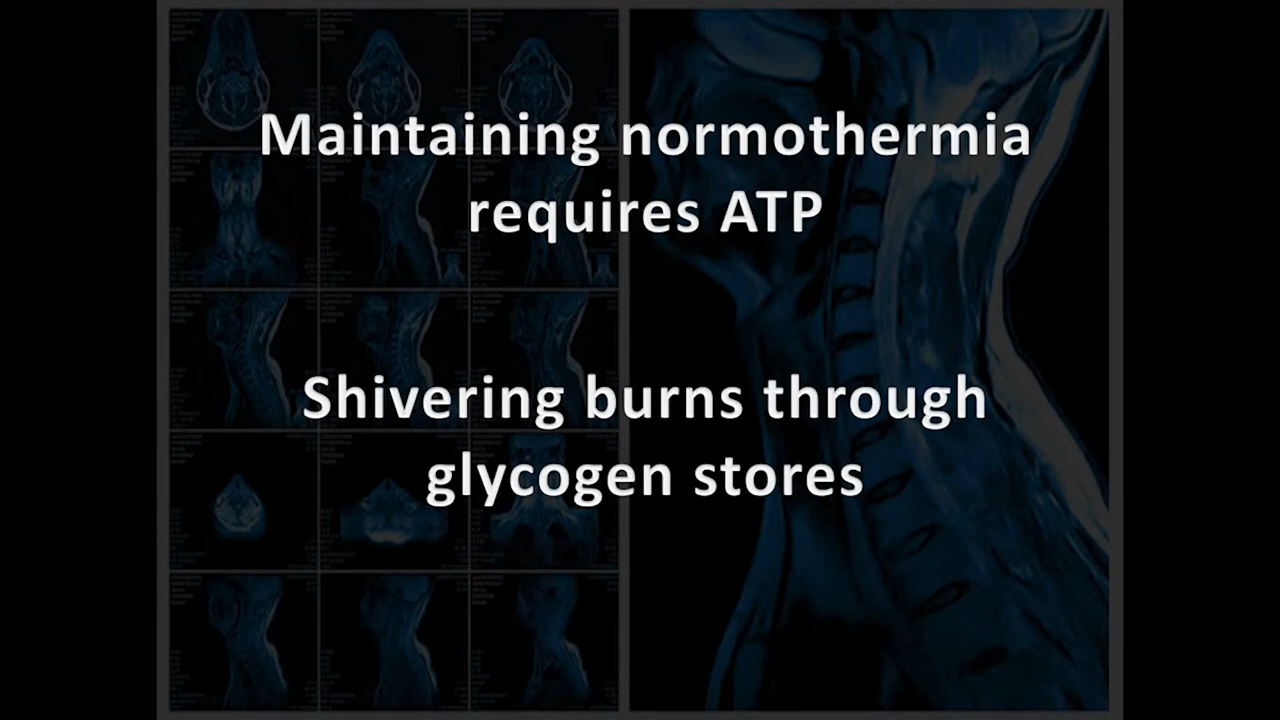 Maintaining normothermia
requires ATP
Shivering burns through
glycogen stores